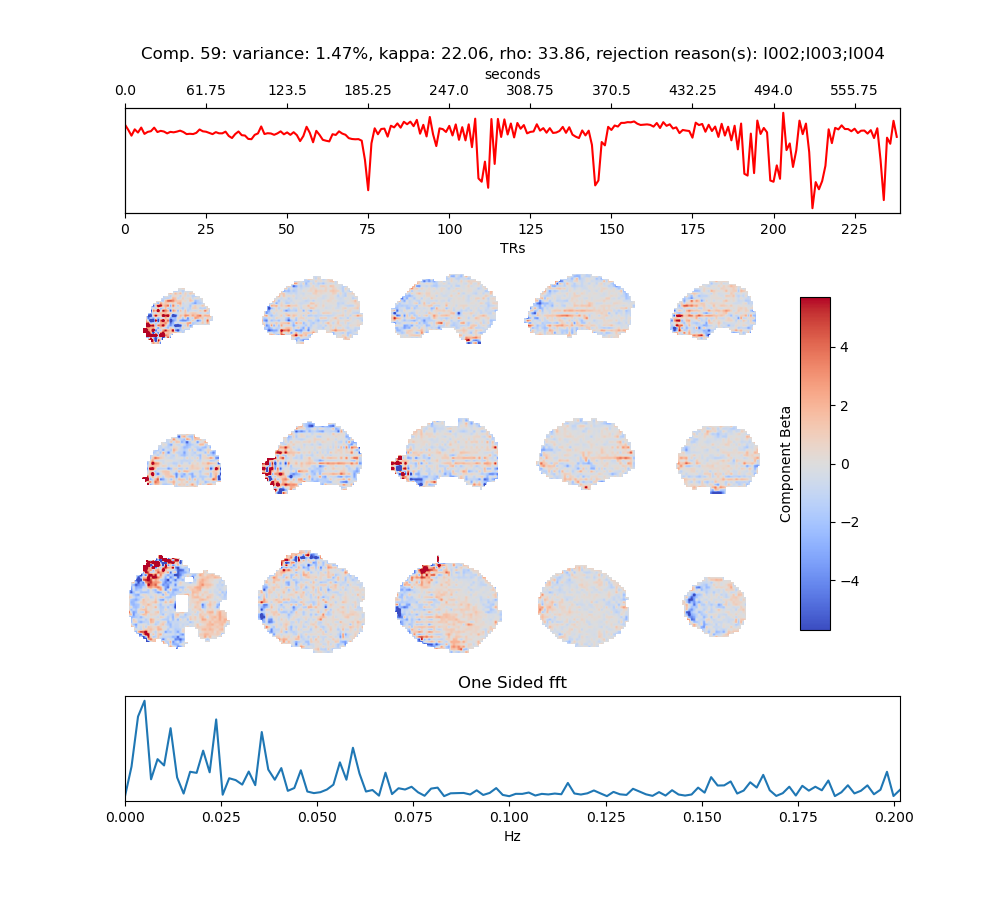 Comp. 59: variance: 1.47%, kappa: 22.06, rho: 33.86, rejection reason(s): I002;I003;I004
seconds
0.0 61.75 123.5 185.25 247.0 308.75 370.5 432.25 494.0 555.75
0 25 50 75 100 125 150 175 200 225
TRs
4
2
0
−2
−4
Component Beta
One Sided fft
0.000 0.025 0.050 0.075 0.100 0.125 0.150 0.175 0.200
Hz